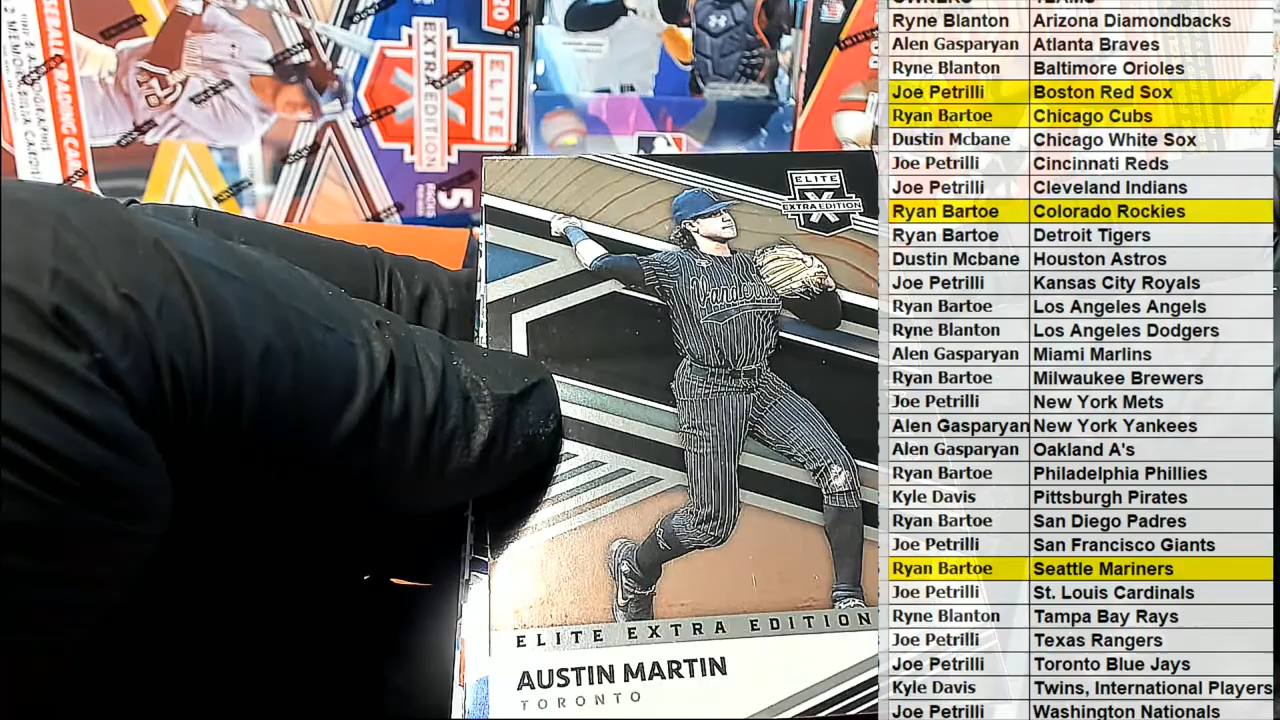 BASEBALL TRADING CAR
EXTRA EDITION
ELITE
5
PACKS
ELITE
EXTRA EDITION
ELITE EXTRA EDITION
AUSTIN MARTIN
TORONTO
OWNERS TEAMS
Ryne Blanton Arizona Diamondbacks
Alen Gasparyan Atlanta Braves
Ryne Blanton Baltimore Orioles
Joe Petrilli Boston Red Sox
Ryan Bartoe Chicago Cubs
Dustin Mcbane Chicago White Sox
Joe Petrilli Cincinnati Reds
Joe Petrilli Cleveland Indians
Ryan Bartoe Colorado Rockies
Ryan Bartoe Detroit Tigers
Dustin Mcbane Houston Astros
Joe Petrilli Kansas City Royals
Ryan Bartoe Los Angeles Angels
Ryne Blanton Los Angeles Dodgers
Alen Gasparyan Miami Marlins
Ryan Bartoe Milwaukee Brewers
Joe Petrilli New York Mets
Alen Gasparyan New York Yankees
Alen Gasparyan Oakland A's
Ryan Bartoe Philadelphia Phillies
Kyle Davis Pittsburgh Pirates
Ryan Bartoe San Diego Padres
Joe Petrilli San Francisco Giants
Ryan Bartoe Seattle Mariners
Joe Petrilli St. Louis Cardinals
Ryne Blanton Tampa Bay Rays
Joe Petrilli Texas Rangers
Joe Petrilli Toronto Blue Jays
Kyle Davis Twins, International Players
Joe Petrilli Washington Nationals